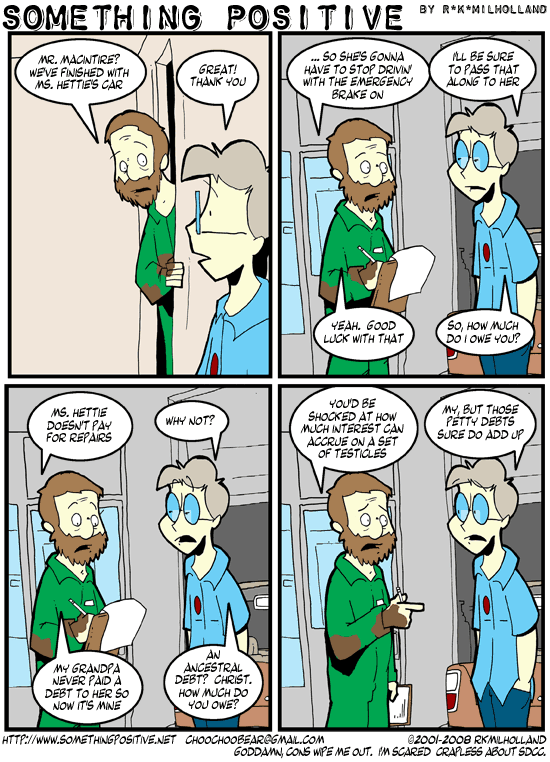 SOMETHING POSITIVE BY R*K*MILHOLLAND
MR. MACINTIRE?
WE'VE FINISHED WITH
MS. HETTIE'S CAR
GREAT!
THANK YOU
... SO SHE'S GONNA
HAVE TO STOP DRIVIN'
WITH THE EMERGENCY
BRAKE ON
I'LL BE SURE
TO PASS THAT
ALONG TO HER
YEAH. GOOD
LUCK WITH THAT
SO, HOW MUCH
DO I OWE YOU?
MS. HETTIE
DOESN'T PAY
FOR REPAIRS
WHY NOT?
MY GRANDPA
NEVER PAID A
DEBT TO HER SO
NOW IT'S MINE
AN
ANCESTRAL
DEBT? CHRIST.
HOW MUCH DO
YOU OWE?
YOU'D BE
SHOCKED AT HOW
MUCH INTEREST CAN
ACCRUE ON A SET
OF TESTICLES
MY, BUT THOSE
PETTY DEBTS
SURE DO ADD UP
HTTP://WWW.SOMETHINGPOSITIVE.NET CHOOCHOOBEAR@GMAIL.COM ©2001-2008 RKMILHOLLAND
GODDAMN, CONS WIPE ME OUT. I'M SCARED CRAPLESS ABOUT SDCC.